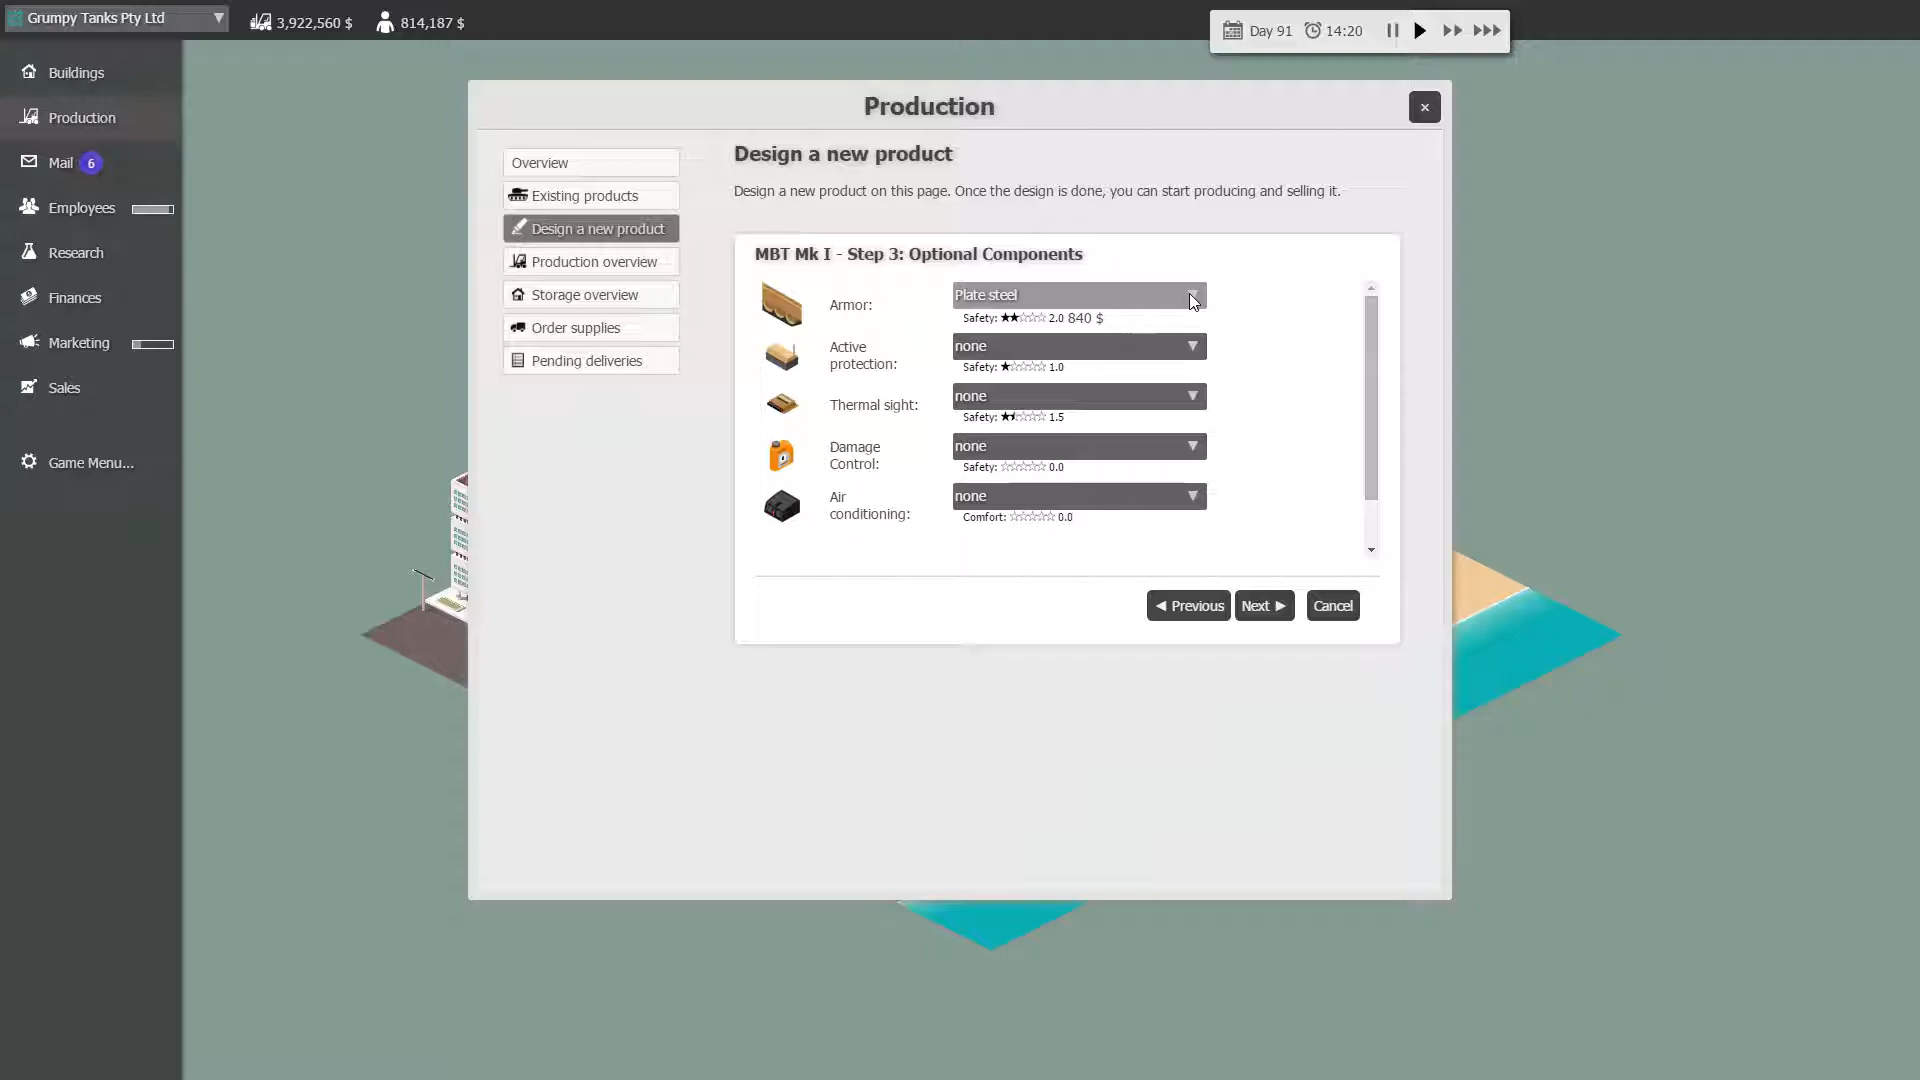 Grumpy Tanks Pty Ltd
3,922,560 $
814,187 $
Day 91
14:20
Buildings
Production
Mail 6
Employees
Research
Finances
Marketing
Sales
Game Menu...
Production
×
Overview
Existing products
Design a new product
Production overview
Storage overview
Order supplies
Pending deliveries
Design a new product
Design a new product on this page. Once the design is done, you can start producing and selling it.
MBT Mk I - Step 3: Optional Components
Armor:
Plate steel
Safety: ★★☆☆☆☆ 2.0 840 $
Active
protection:
none
Safety: 1.0
Thermal sight:
none
Safety: 1.5
Damage
Control:
none
Safety: 0.0
Air
conditioning:
none
Comfort: 0.0
◀ Previous
Next ▶
Cancel